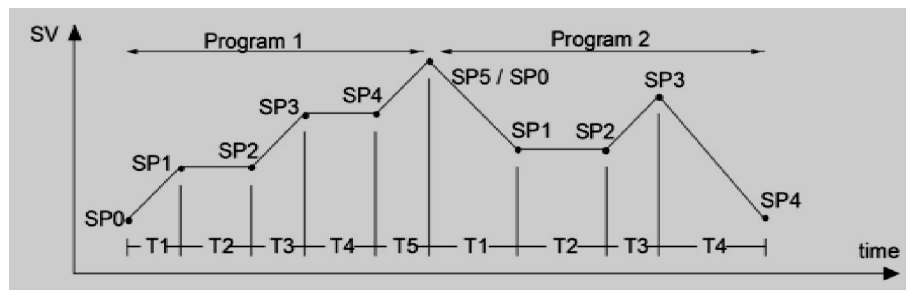 SV
Program 1
Program 2
SP5 / SP0
SP3
SP3
SP4
SP1
SP2
SP1
SP2
SP0
SP4
T1
T2
T3
T4
T5
T1
T2
T3
T4
time